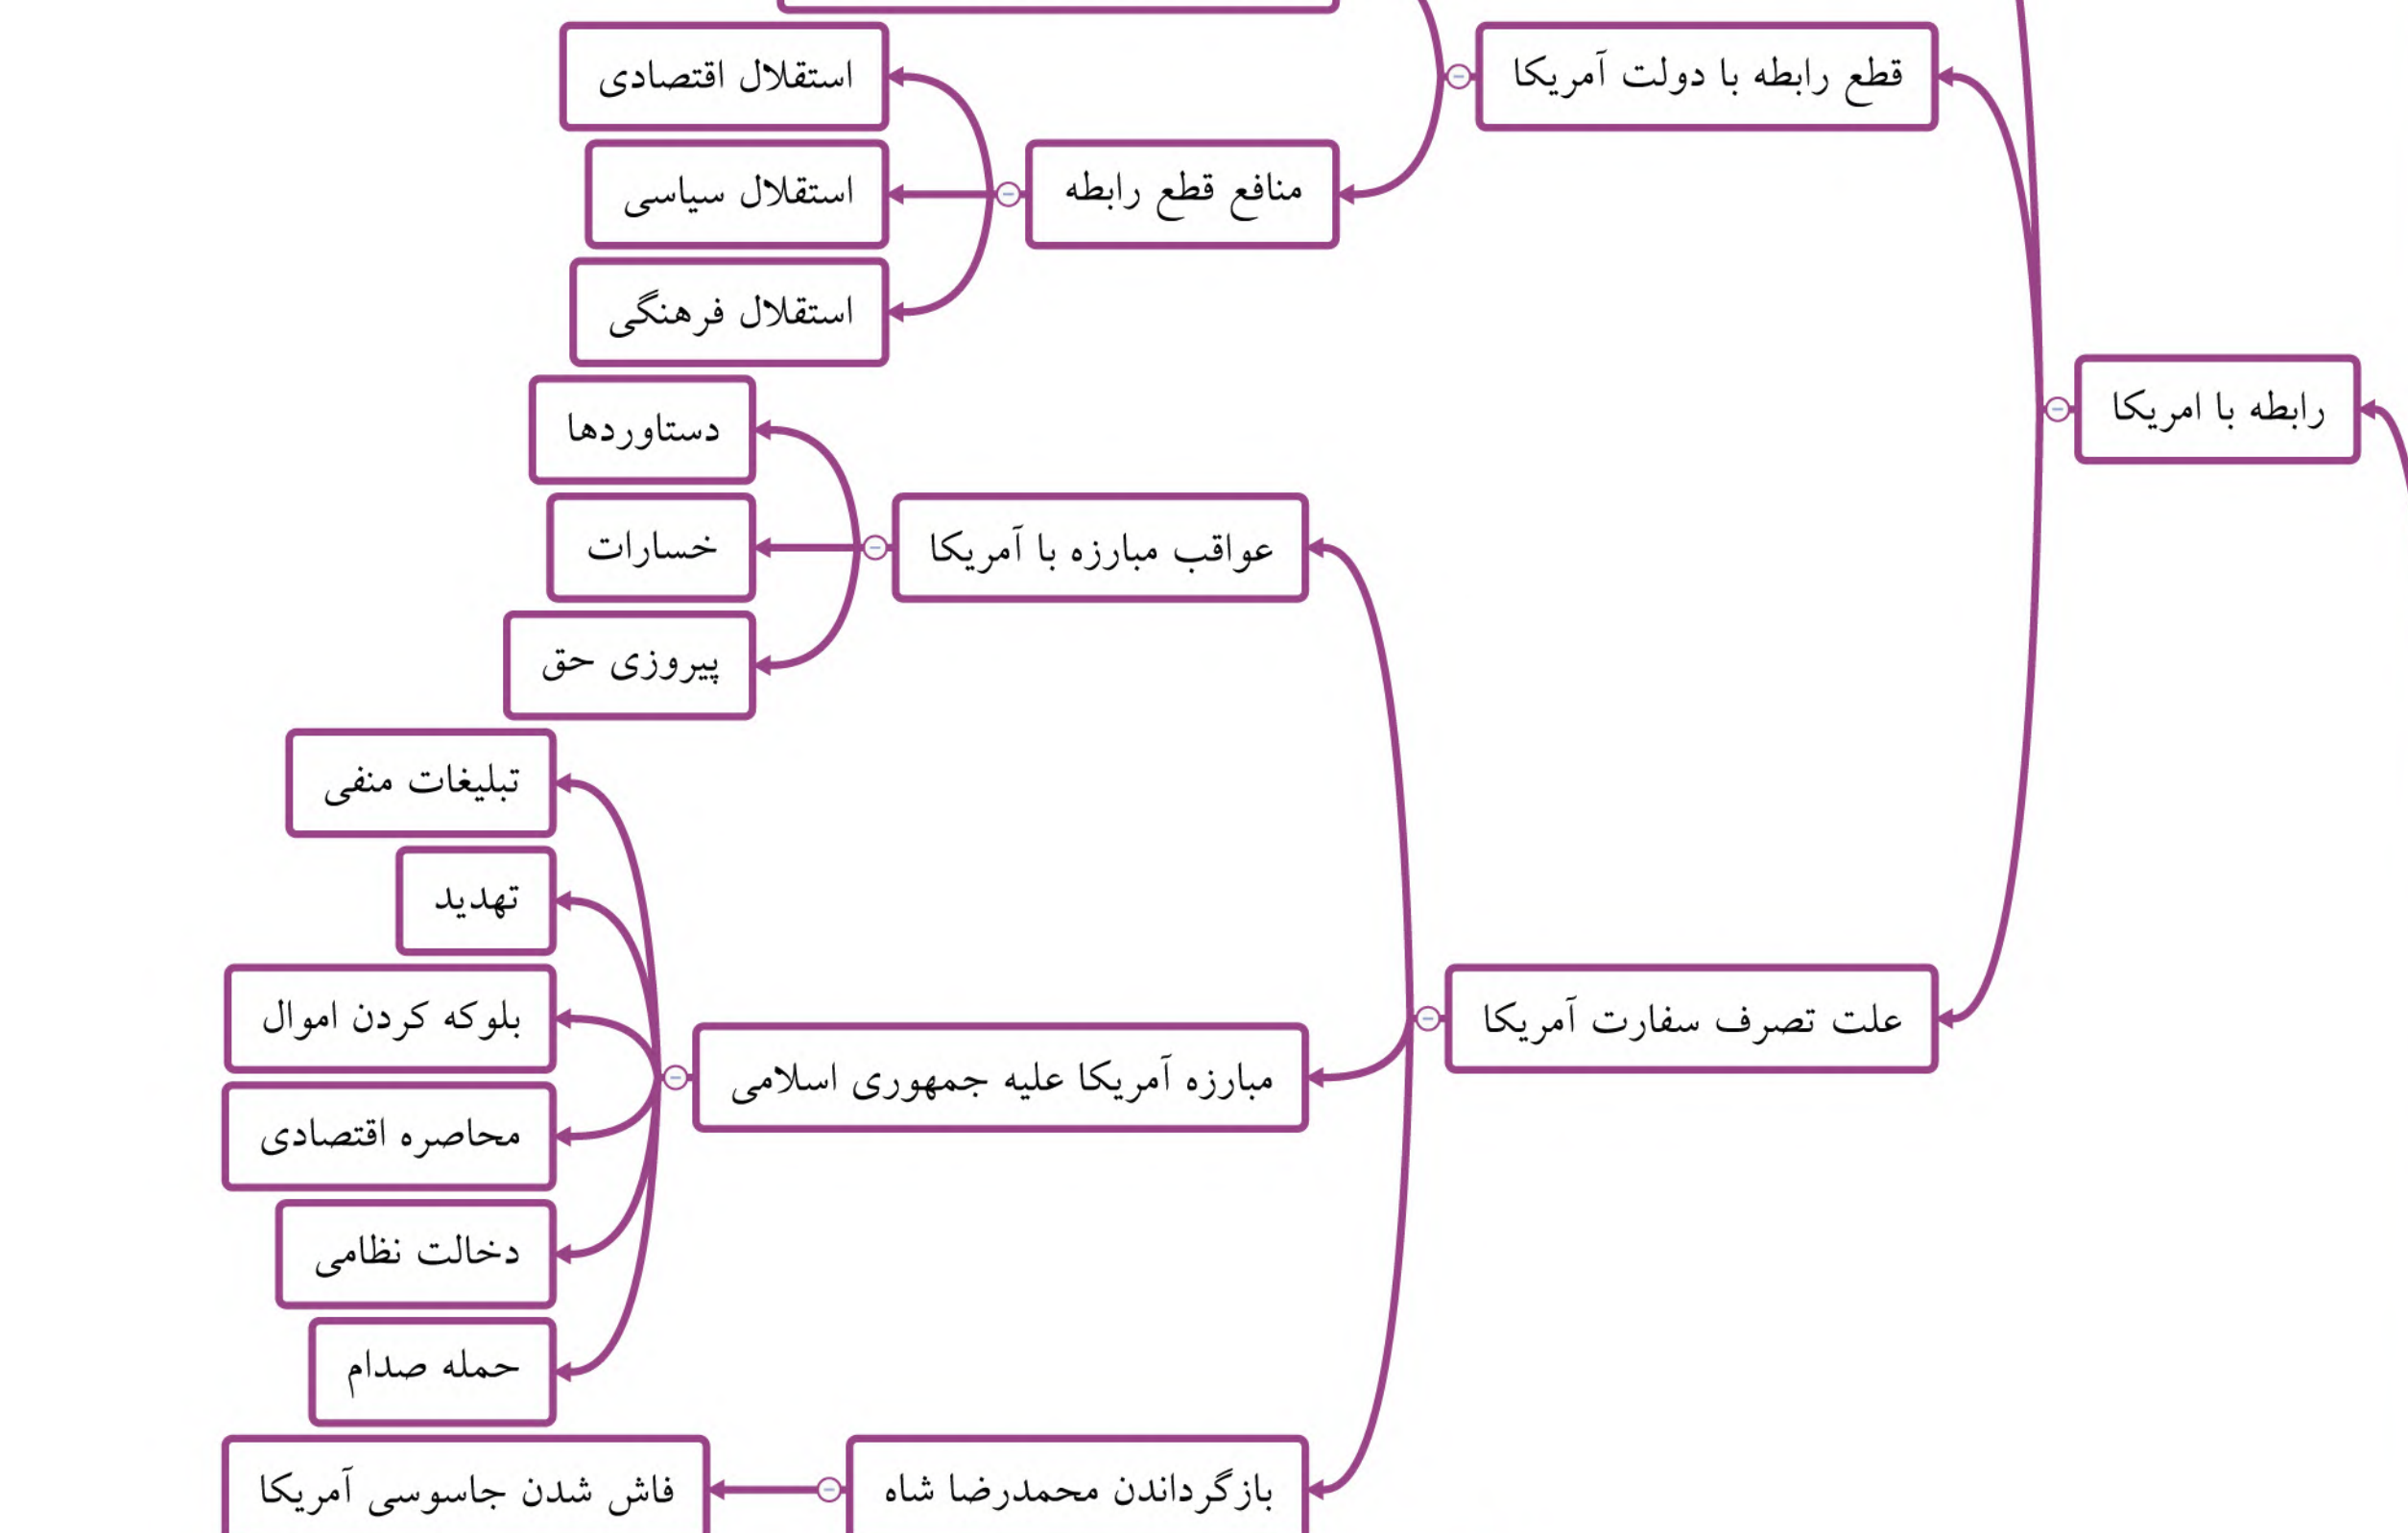 رابطه با امریکا
قطع رابطه با دولت آمریکا
منافع قطع رابطه
استقلال اقتصادی
استقلال سیاسی
استقلال فرهنگی
علت تصرف سفارت آمریکا
عواقب مبارزه با آمریکا
دستاوردها
خسارات
پیروزی حق
مبارزه آمریکا علیه جمهوری اسلامی
تبلیغات منفی
تهدید
بلوکه کردن اموال
محاصره اقتصادی
دخالت نظامی
حمله صدام
بازگرداندن محمدرضا شاه
فاش شدن جاسوسی آمریکا